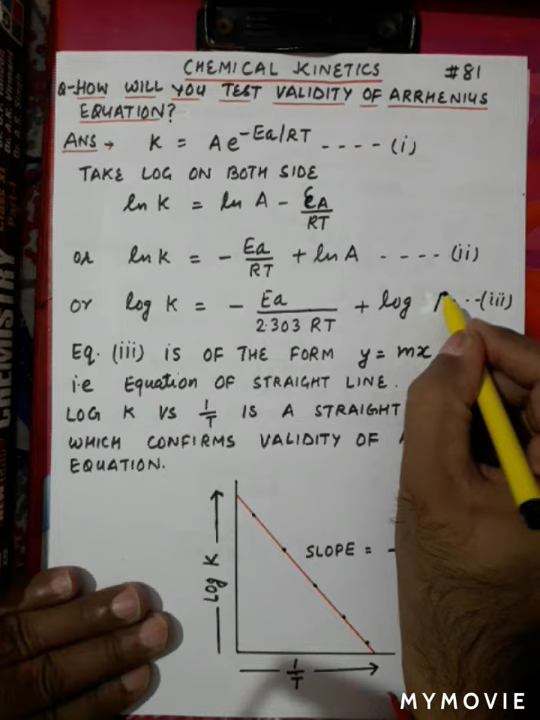 CHEMICAL KINETICS #81
Q-HOW WILL YOU TEST VALIDITY OF ARRHENIUS
EQUATION?
ANS → K = Ae^-Ea/RT ---- (i)
TAKE LOG ON BOTH SIDE
ln K = ln A - EA/RT
or ln K = - Ea/RT + ln A ---- (ii)
or log K = - Ea/2.303 RT + log (iii)
Eq. (iii) IS OF THE FORM y = mx
i.e EQUATION OF STRAIGHT LINE.
LOG K VS 1/T IS A STRAIGHT
WHICH CONFIRMS VALIDITY OF
EQUATION.
SLOPE = -
LOG K →
1/T →
CHEMISTRY
MYMOVIE